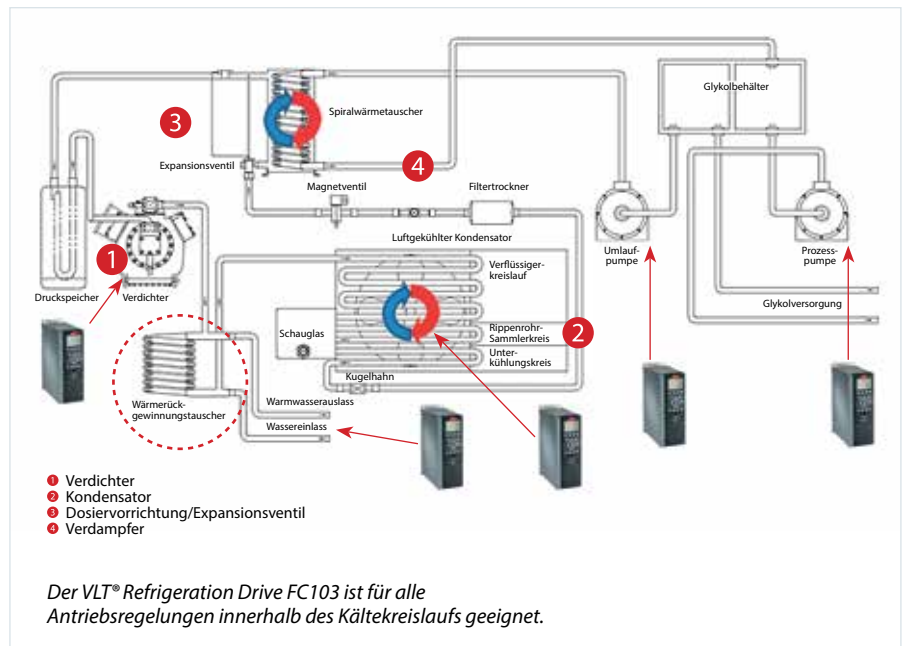 Glykolbehälter
3
Spiralwärmetauscher
Expansionsventil
4
Magnetventil
Filtertrockner
Luftgekühlter Kondensator
Umlauf-
pumpe
Prozess-
pumpe
1
Verflüssiger-
kreislauf
Druckspeicher
Verdichter
Glykolversorgung
Schauglas
Rippenrohr-
Sammlerkreis
2
Unter-
kühlungskreis
Kugelhahn
Wärmerück-
gewinnungstauscher
Warmwasserauslass
Wassereinlass
1 Verdichter
2 Kondensator
3 Dosiervorrichtung/Expansionsventil
4 Verdampfer
Der VLT® Refrigeration Drive FC103 ist für alle
Antriebsregelungen innerhalb des Kältekreislaufs geeignet.